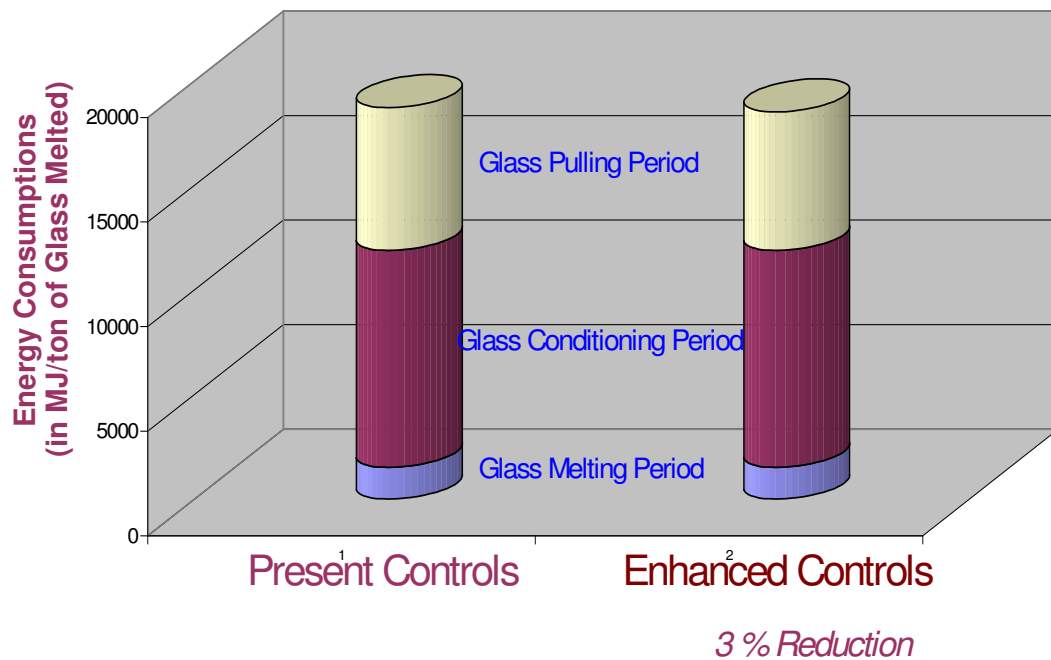 Energy Consumptions
(in MJ/ton of Glass Melted)
20000
15000
10000
5000
0
Glass Pulling Period
Glass Conditioning Period
Glass Melting Period
1
2
Present Controls
Enhanced Controls
3 % Reduction